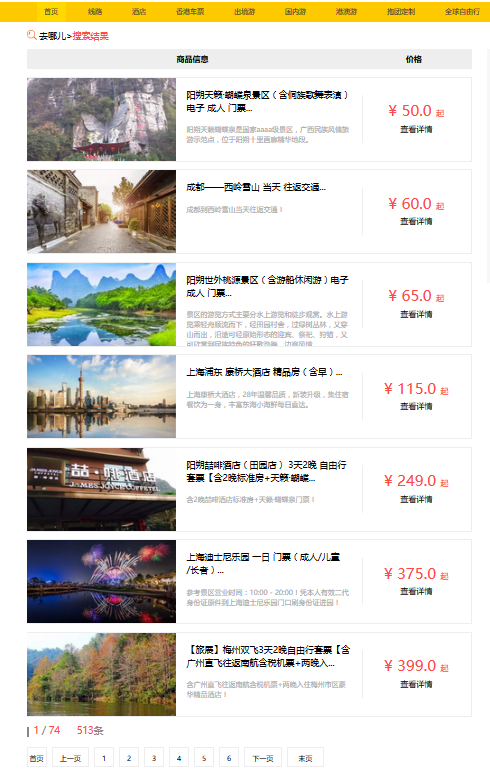 首页 线路 酒店 香港车票 出境游 国内游 港澳游 抱团定制 全球自由行
去哪儿>搜索结果
商品信息 价格
阳朔天籁·蝴蝶泉景区（含侗族歌舞表演）
电子 成人 门票...
阳朔天籁蝴蝶泉是国家aaaa级景区，广西民族风情旅
游示范点，位于阳朔十里画廊精华地段。
¥ 50.0 起
查看详情
成都——西岭雪山 当天 往返交通...
成都到西岭雪山当天往返交通！
¥ 60.0 起
查看详情
阳朔世外桃源景区（含游船休闲游）电子
成人 门票...
景区的游览方式主要分水上游览和徒步观赏。水上游
览乘轻舟顺流而下，经田园村舍，过绿树丛林，又穿
山而出，沿途可经原始形态的迎宾、祭祀、狩猎，又
¥ 65.0 起
查看详情
上海浦东 康桥大酒店 精品房（含早）...
上海康桥大酒店，28年温馨品质，新装升级，集住宿
餐饮为一身，丰富东海小海鲜每日直达。
¥ 115.0 起
查看详情
喆·啡酒店
JAMES JOYCE COFFETEL
阳朔喆啡酒店（田园店） 3天2晚 自由行
套票【含2晚标准房+天籁·蝴蝶...
含2晚喆啡酒店标准房+天籁·蝴蝶泉门票！
¥ 249.0 起
查看详情
上海迪士尼乐园 一日 门票（成人/儿童
/长者）...
参考景区营业时间：10:00 - 20:00！凭本人有效二代
身份证原件到上海迪士尼乐园门口刷身份证进园！
¥ 375.0 起
查看详情
【旅展】梅州双飞3天2晚自由行套票【含
广州直飞往返南航含税机票+两晚入...
含广州直飞往返南航含税机票+两晚入住梅州市区豪
华精品酒店！
¥ 399.0 起
查看详情
1 / 74 513条
首页 上一页 1 2 3 4 5 6 下一页 末页